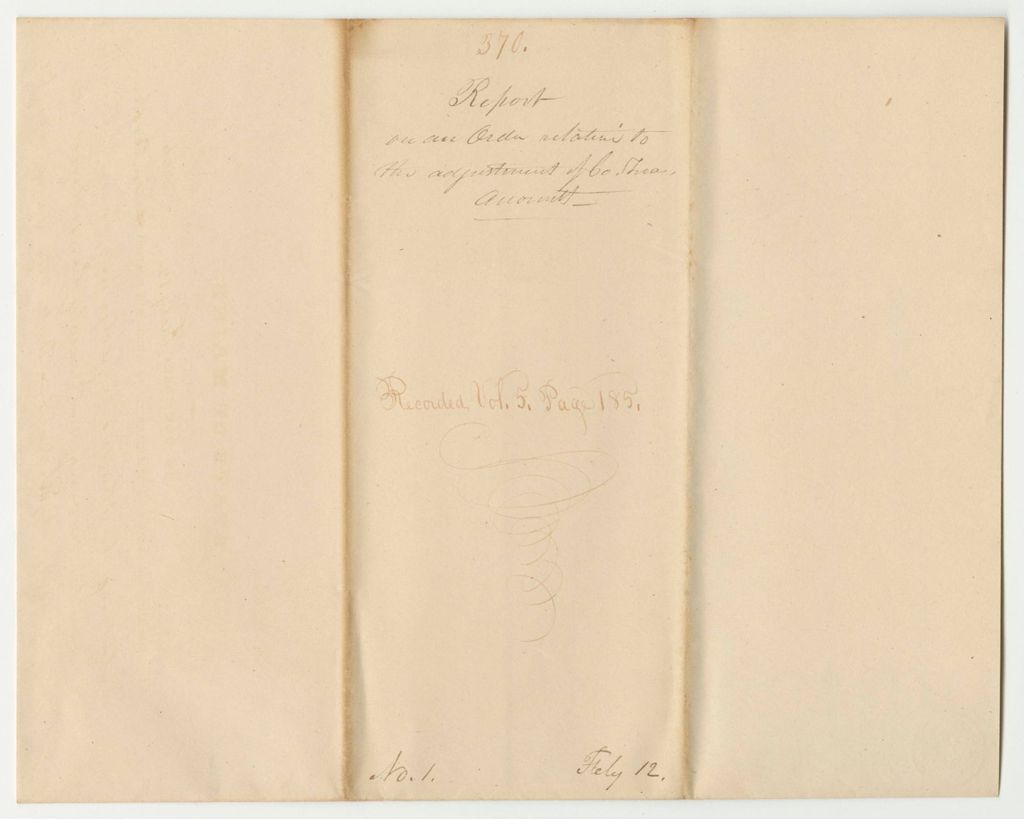 370.
Report
on an Order relative to
the adjustment of Co. Treas.
Accounts
Recorded, Vol. 5. Page 185.
No. 1.
Feby 12.